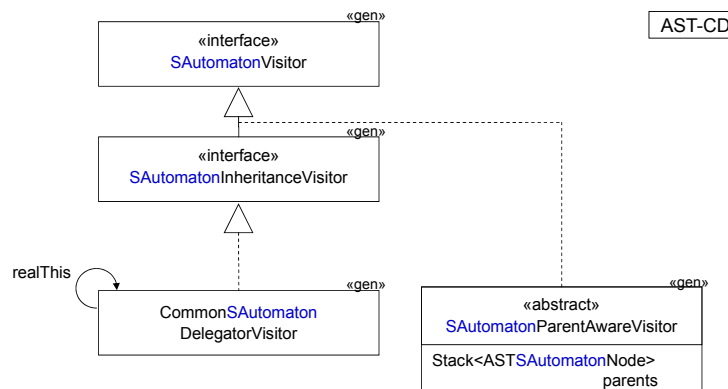 «gen»
AST-CD
«interface»
SAutomatonVisitor
«gen»
«interface»
SAutomatonInheritanceVisitor
realThis
«gen»
CommonSAutomaton
DelegatorVisitor
«gen»
«abstract»
SAutomatonParentAwareVisitor
Stack<ASTSAutomatonNode>
parents